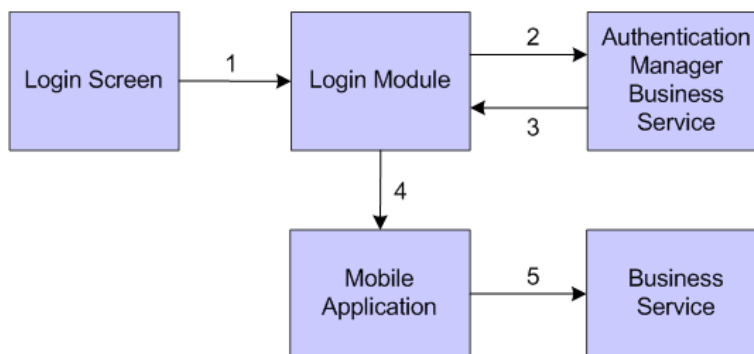 Login Screen
1
Login Module
2
3
Authentication
Manager
Business
Service
4
Mobile
Application
5
Business
Service